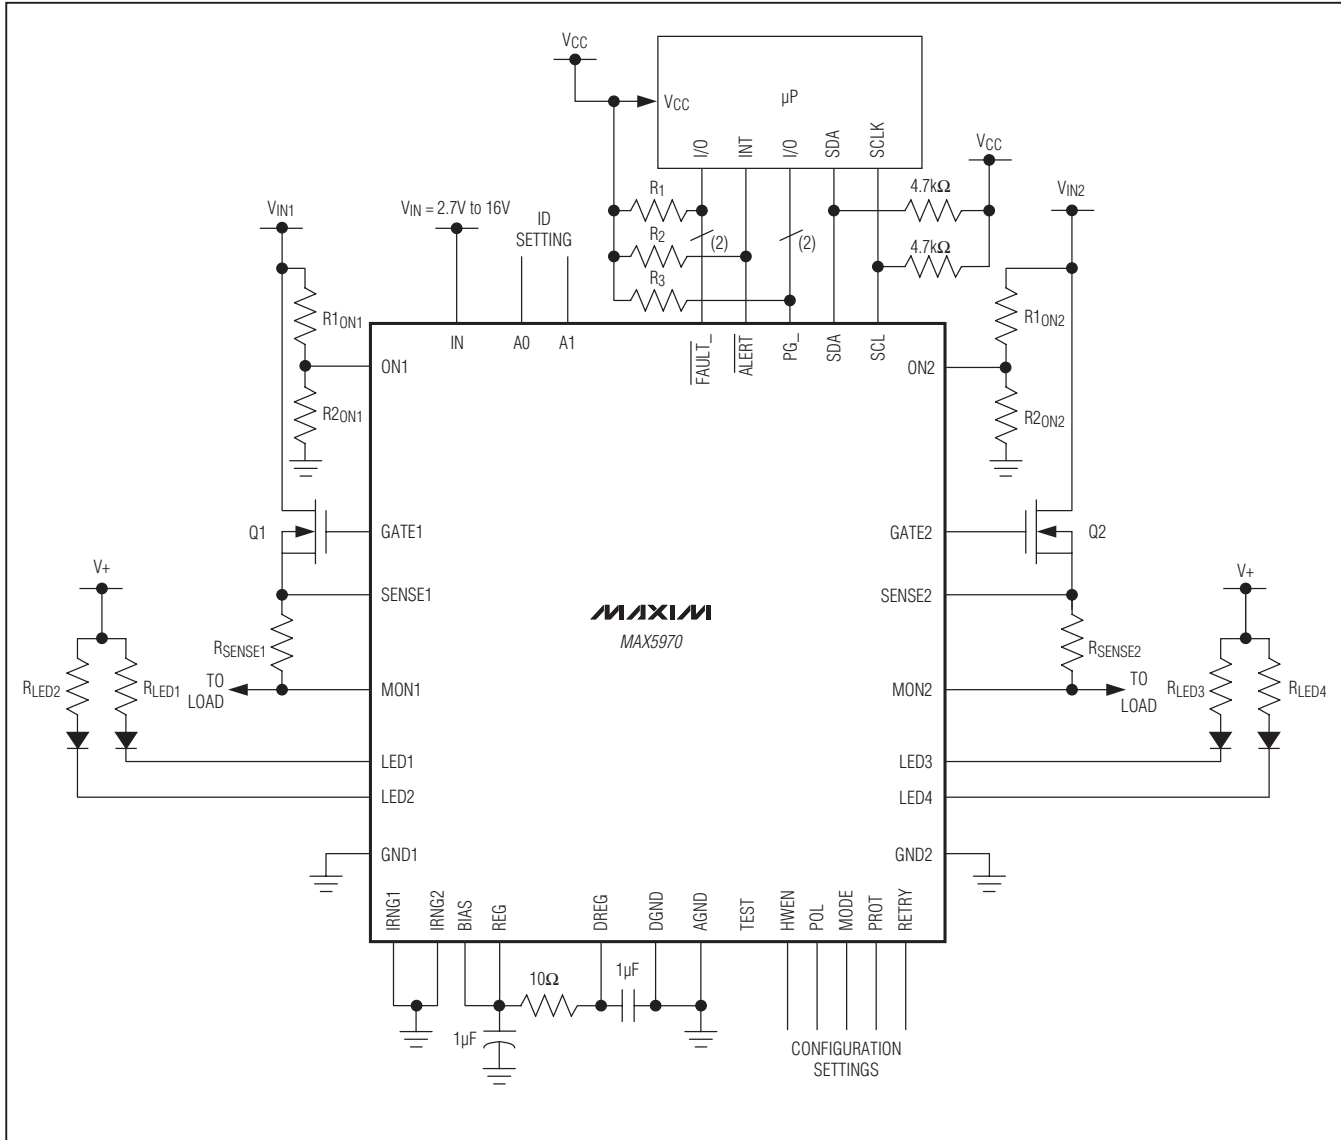 VCC
VCC
µP
I/O
INT
I/O
SDA
SCLK
VCC
VIN1
VIN = 2.7V to 16V
ID
SETTING
R1
R2
R3
(2)
(2)
4.7kΩ
4.7kΩ
VIN2
R1ON1
R2ON1
IN
A0
A1
FAULT_
ALERT
PG_
SDA
SCL
R1ON2
R2ON2
ON1
ON2
Q1
GATE1
GATE2
Q2
V+
SENSE1
SENSE2
V+
MAXIM
MAX5970
RSENSE1
RSENSE2
RLED2
RLED1
TO
LOAD
MON1
MON2
TO
LOAD
RLED3
RLED4
LED1
LED3
LED2
LED4
GND1
GND2
IRNG1
IRNG2
BIAS
REG
DREG
DGND
AGND
TEST
HWEN
POL
MODE
PROT
RETRY
10Ω
1µF
1µF
CONFIGURATION
SETTINGS